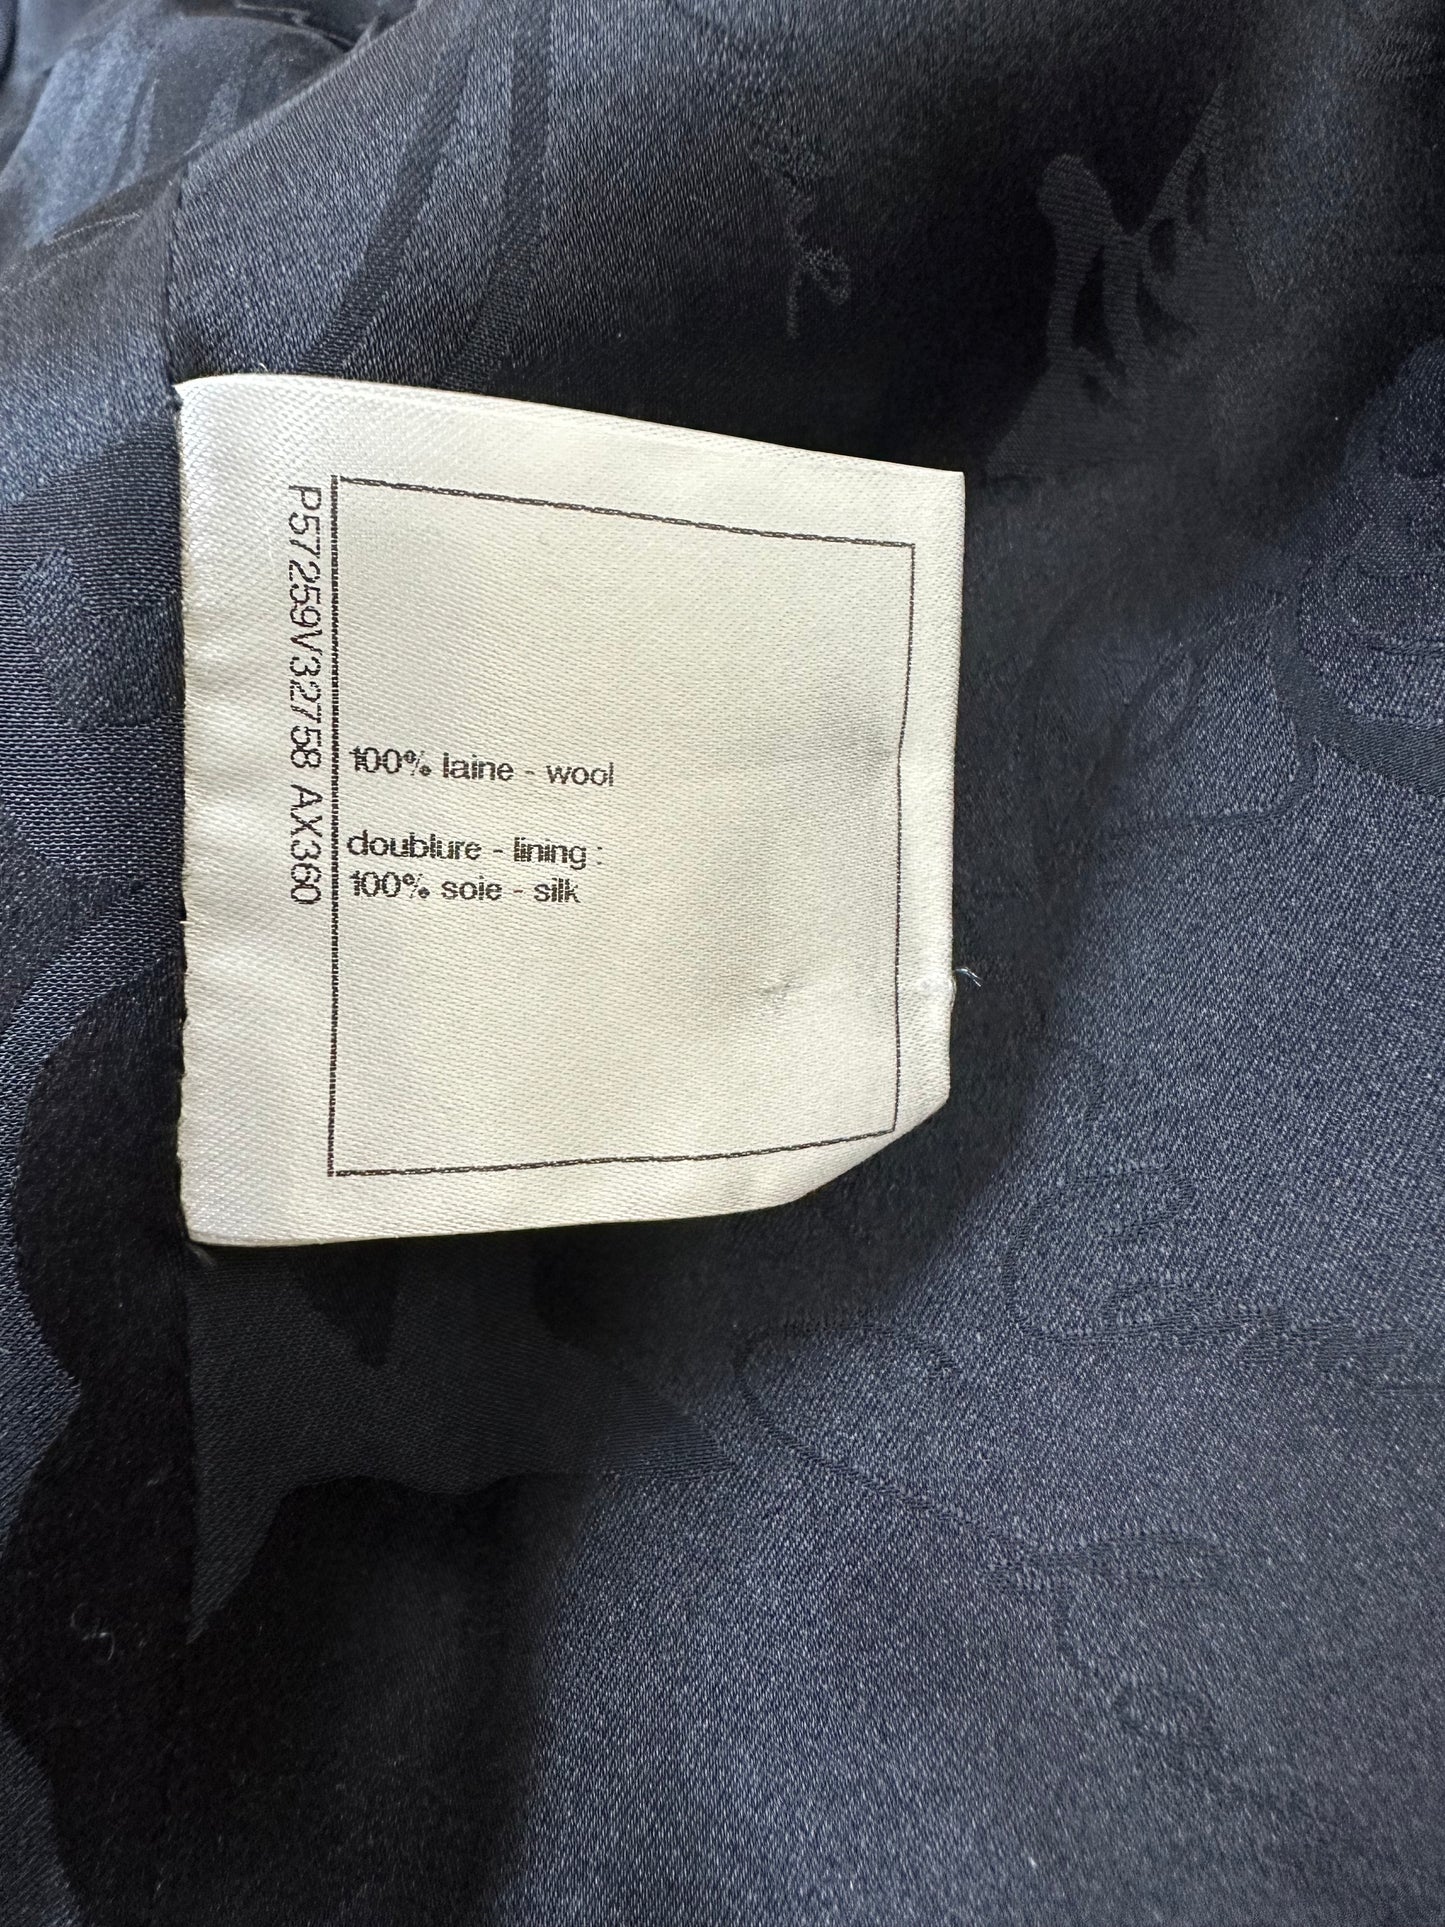 P57259V32758 AX360
100% laine - wool
doublure - lining :
100% soie - silk